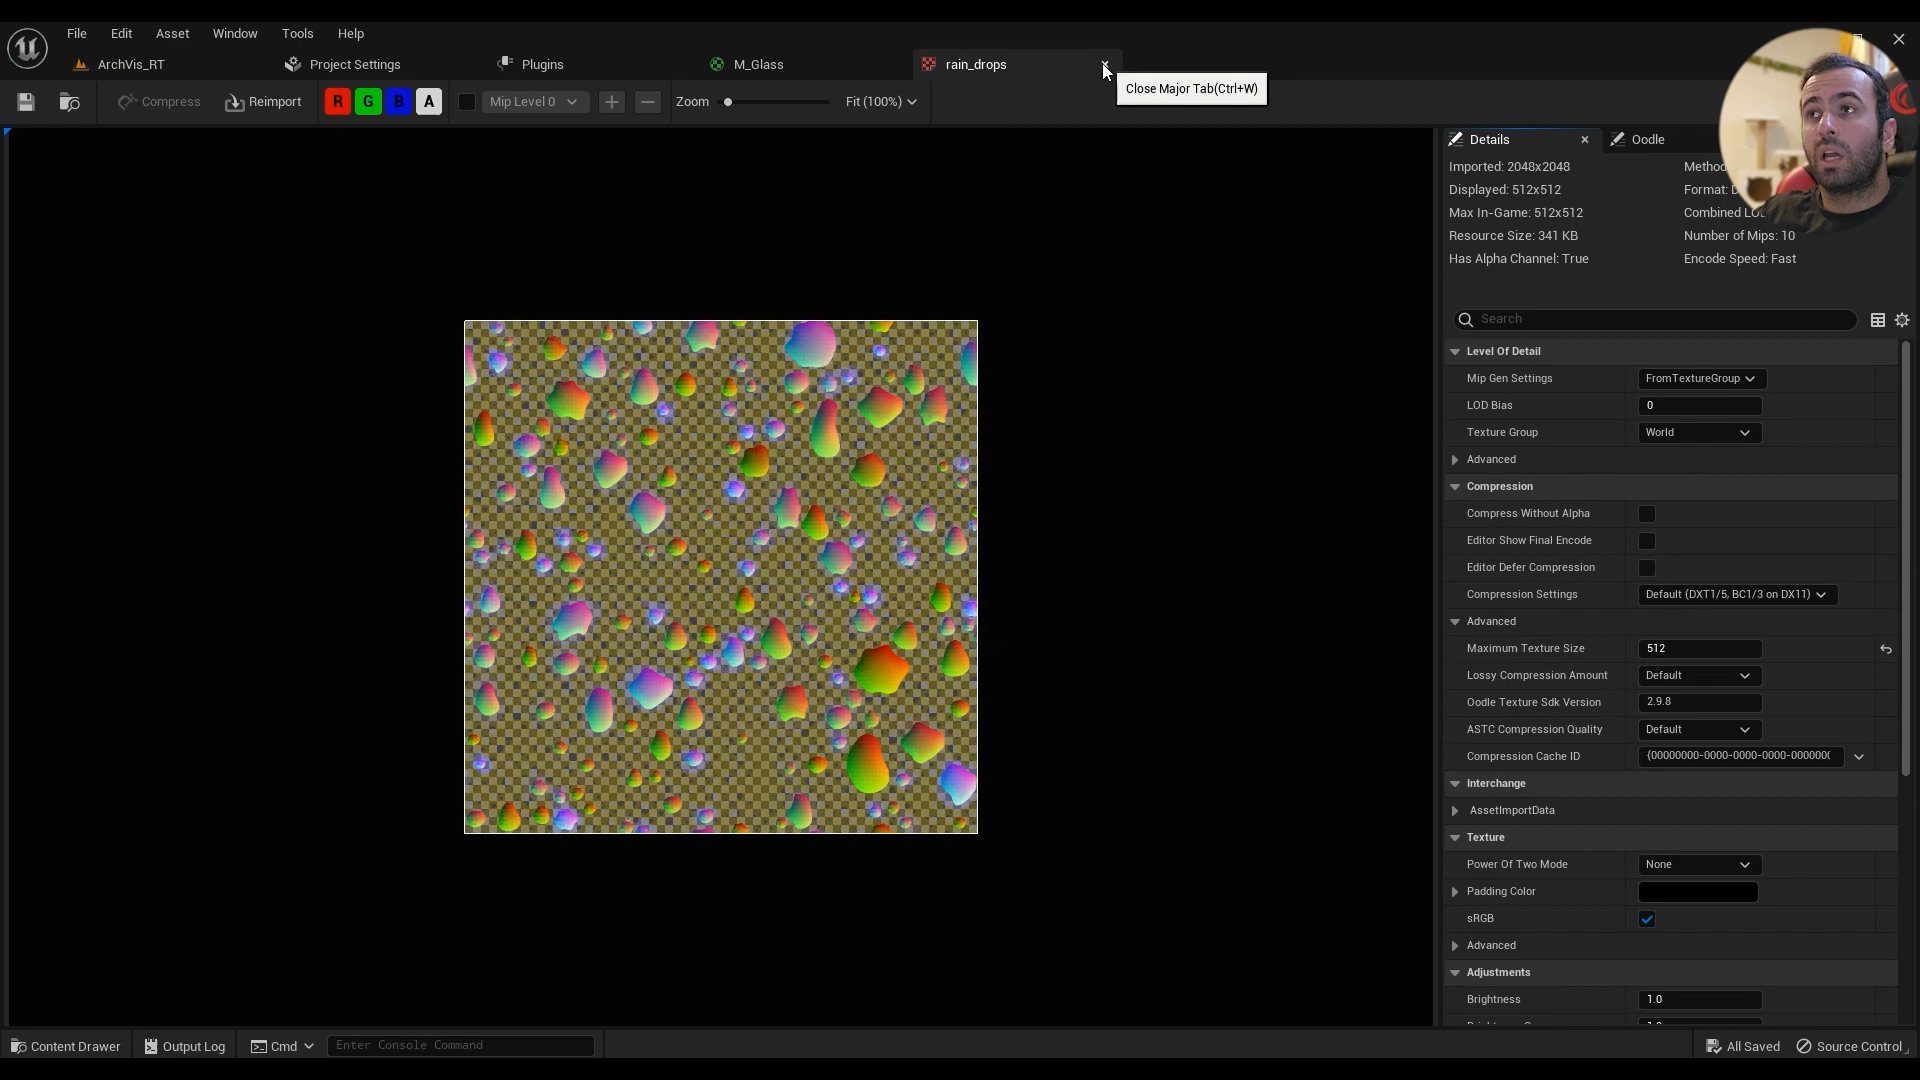 File Edit Asset Window Tools Help
ArchVis_RT Project Settings Plugins M_Glass rain_drops
Close Major Tab(Ctrl+W)
Compress Reimport R G B A Mip Level 0 Zoom Fit (100%)
Details Oodle
Imported: 2048x2048 Method
Displayed: 512x512 Format:
Max In-Game: 512x512 Combined
Resource Size: 341 KB Number of Mips: 10
Has Alpha Channel: True Encode Speed: Fast
Search
Level Of Detail
Mip Gen Settings FromTextureGroup
LOD Bias 0
Texture Group World
Advanced
Compression
Compress Without Alpha
Editor Show Final Encode
Editor Defer Compression
Compression Settings Default (DXT1/5, BC1/3 on DX11)
Advanced
Maximum Texture Size 512
Lossy Compression Amount Default
Oodle Texture Sdk Version 2.9.8
ASTC Compression Quality Default
Compression Cache ID {00000000-0000-0000-0000-0000000
Interchange
AssetImportData
Texture
Power Of Two Mode None
Padding Color
sRGB
Advanced
Adjustments
Brightness 1.0
Content Drawer Output Log Cmd Enter Console Command All Saved Source Control